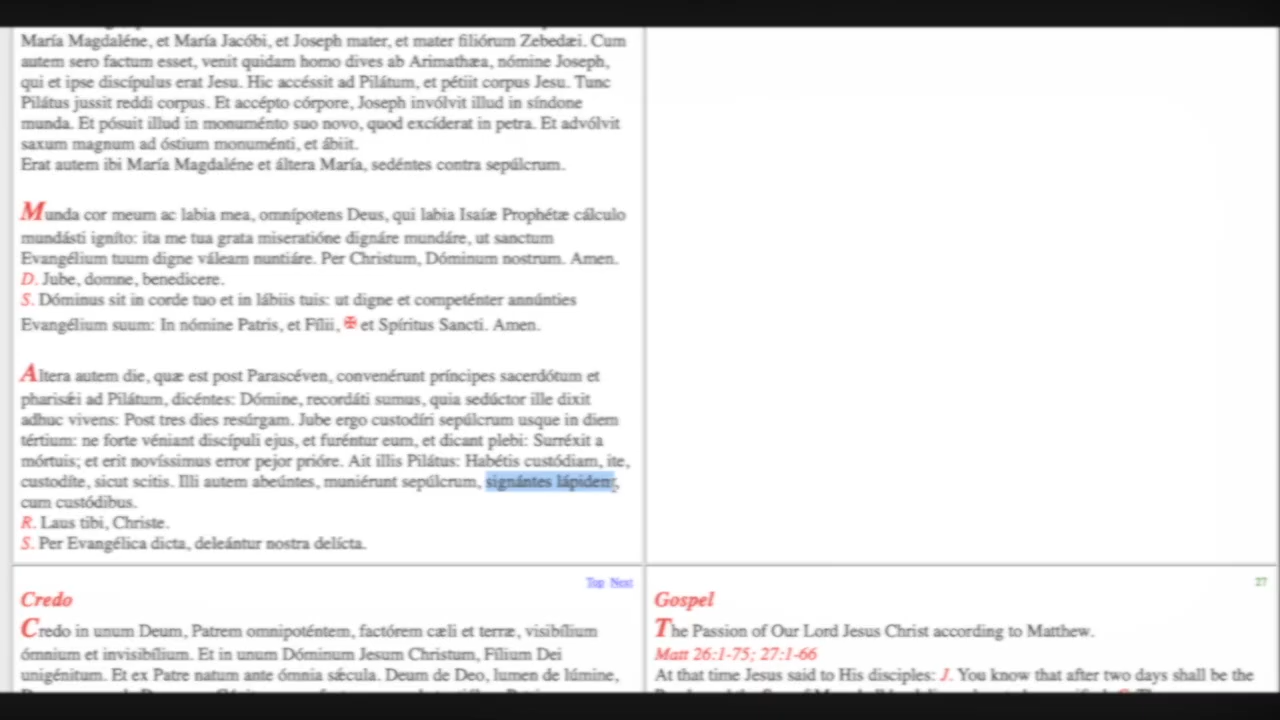 María Magdaléne, et María Jacóbi, et Joseph mater, et mater filiórum Zebedæi. Cum
autem sero factum esset, venit quidam homo dives ab Arimathæa, nómine Joseph,
qui et ipse discípulus erat Jesu. Hic accéssit ad Pilátum, et pétiit corpus Jesu. Tunc
Pilátus jussit reddi corpus. Et accépto córpore, Joseph invólvit illud in síndone
munda. Et pósuit illud in monuménto suo novo, quod excíderat in petra. Et advólvit
saxum magnum ad óstium monuménti, et ábiit.
Erat autem ibi María Magdaléne et áltera María, sedéntes contra sepúlcrum.
Munda cor meum ac labia mea, omnípotens Deus, qui labia Isaíæ Prophétæ cálculo
mundásti igníto: ita me tua grata miseratióne dignáre mundáre, ut sanctum
Evangélium tuum digne váleam nuntiáre. Per Christum, Dóminum nostrum. Amen.
D. Jube, domne, benedicere.
S. Dóminus sit in corde tuo et in lábiis tuis: ut digne et competénter annúnties
Evangélium suum: In nómine Patris, et Fílii, ✠ et Spíritus Sancti. Amen.
Altera autem die, quæ est post Parascéven, convenérunt príncipes sacerdótum et
pharisǽi ad Pilátum, dicéntes: Dómine, recordáti sumus, quia sedúctor ille dixit
adhuc vivens: Post tres dies resúrgam. Jube ergo custodíri sepúlcrum usque in diem
tértium: ne forte véniant discípuli ejus, et furéntur eum, et dicant plebi: Surréxit a
mórtuis; et erit novíssimus error pejor prióre. Ait illis Pilátus: Habétis custódiam, ite,
custodíte, sicut scitis. Illi autem abeúntes, muniérunt sepúlcrum, signántes lápidem,
cum custódibus.
R. Laus tibi, Christe.
S. Per Evangélica dicta, deleántur nostra delícta.
Top Next
Credo
Credo in unum Deum, Patrem omnipoténtem, factórem cæli et terræ, visibílium
ómnium et invisibílium. Et in unum Dóminum Jesum Christum, Fílium Dei
unigénitum. Et ex Patre natum ante ómnia sǽcula. Deum de Deo, lumen de lúmine,
27
Gospel
The Passion of Our Lord Jesus Christ according to Matthew.
Matt 26:1-75; 27:1-66
At that time Jesus said to His disciples: J. You know that after two days shall be the